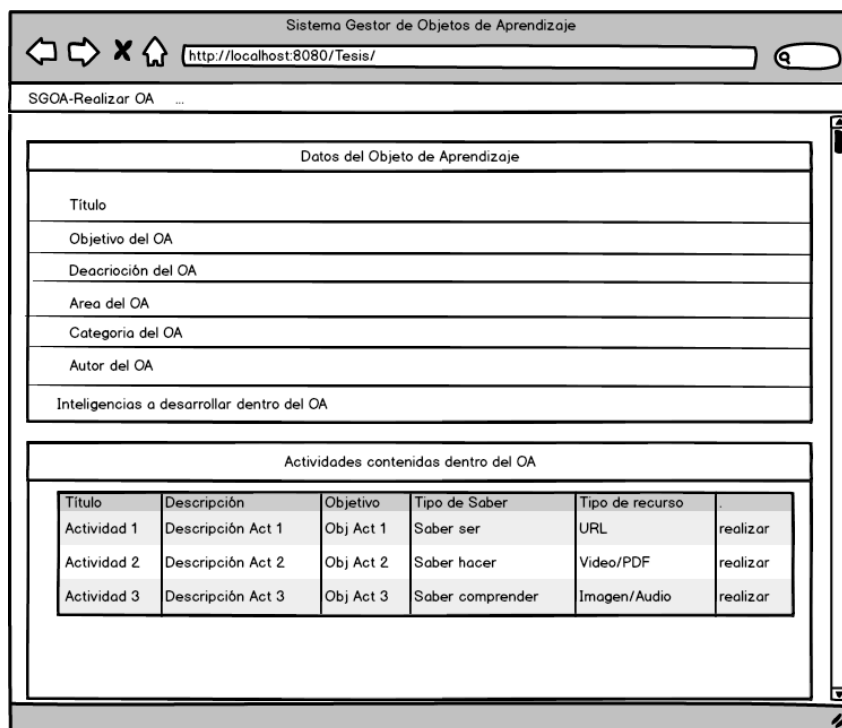 Sistema Gestor de Objetos de Aprendizaje
http://localhost:8080/Tesis/
SGOA-Realizar OA ...
Datos del Objeto de Aprendizaje
Título
Objetivo del OA
Deacrioción del OA
Area del OA
Categoria del OA
Autor del OA
Inteligencias a desarrollar dentro del OA
Actividades contenidas dentro del OA
Título Descripción Objetivo Tipo de Saber Tipo de recurso .
Actividad 1 Descripción Act 1 Obj Act 1 Saber ser URL realizar
Actividad 2 Descripción Act 2 Obj Act 2 Saber hacer Video/PDF realizar
Actividad 3 Descripción Act 3 Obj Act 3 Saber comprender Imagen/Audio realizar